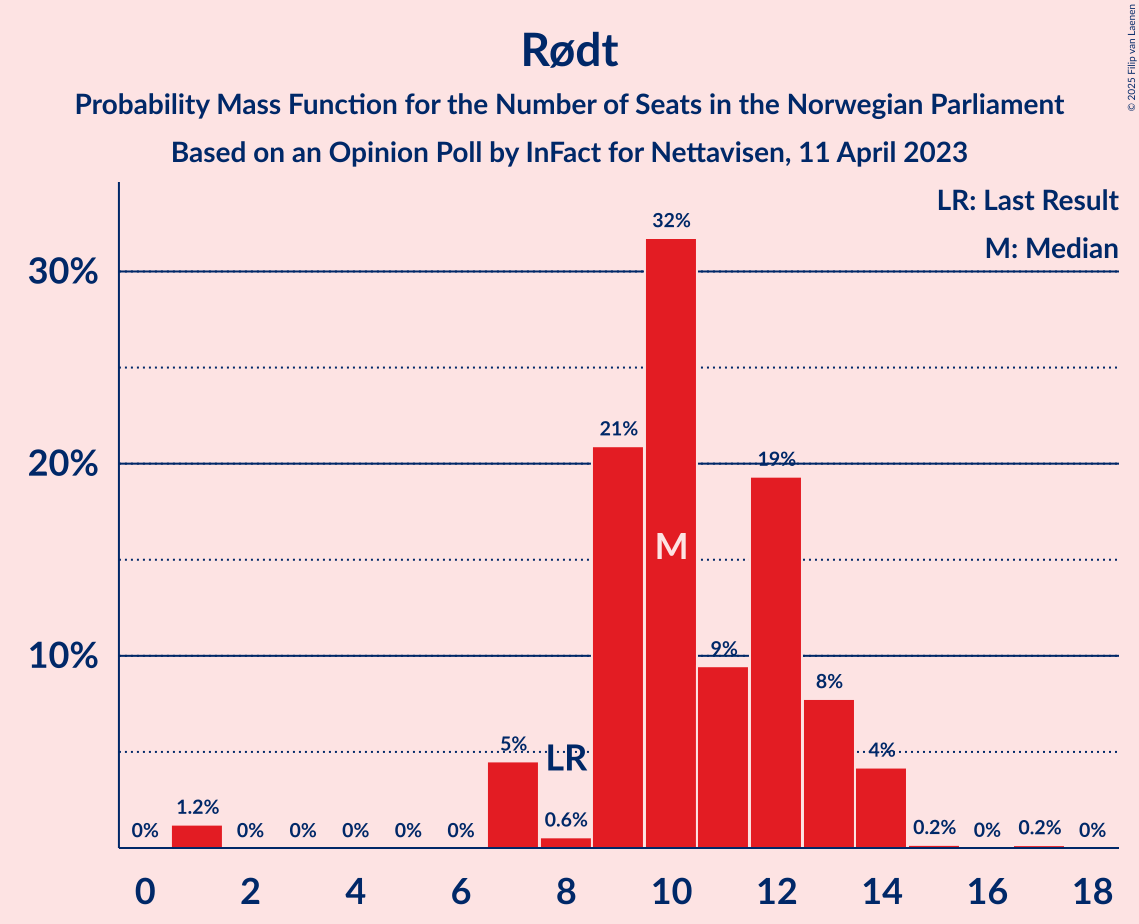 Rødt
Probability Mass Function for the Number of Seats in the Norwegian Parliament
Based on an Opinion Poll by InFact for Nettavisen, 11 April 2023
© 2025 Filip van Laenen
LR: Last Result
M: Median
30%
20%
10%
0%
1.2%
0%
0%
0%
0%
0%
5%
LR
0.6%
21%
32%
M
9%
19%
8%
4%
0.2%
0%
0.2%
0%
0 2 4 6 8 10 12 14 16 18